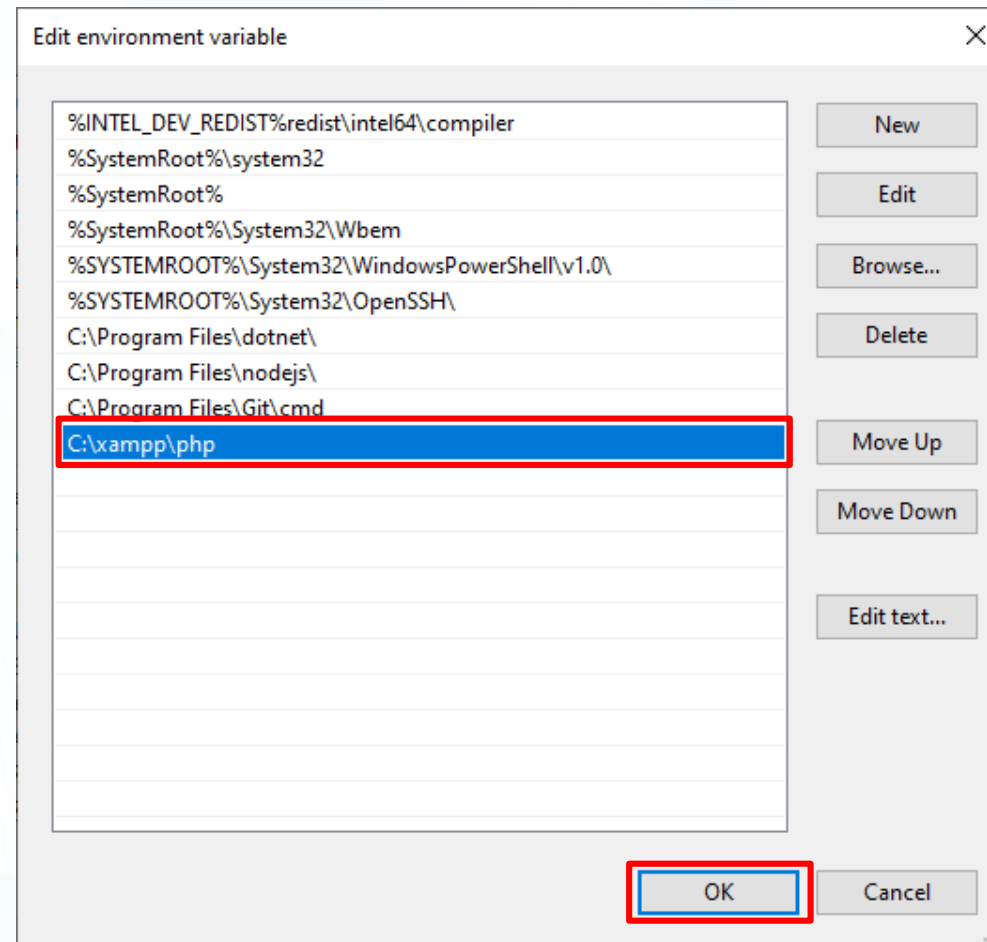 Edit environment variable
%INTEL_DEV_REDIST%redist\intel64\compiler
%SystemRoot%\system32
%SystemRoot%
%SystemRoot%\System32\Wbem
%SYSTEMROOT%\System32\WindowsPowerShell\v1.0\
%SYSTEMROOT%\System32\OpenSSH\
C:\Program Files\dotnet\
C:\Program Files\nodejs\
C:\Program Files\Git\cmd
C:\xampp\php
New
Edit
Browse...
Delete
Move Up
Move Down
Edit text...
OK
Cancel